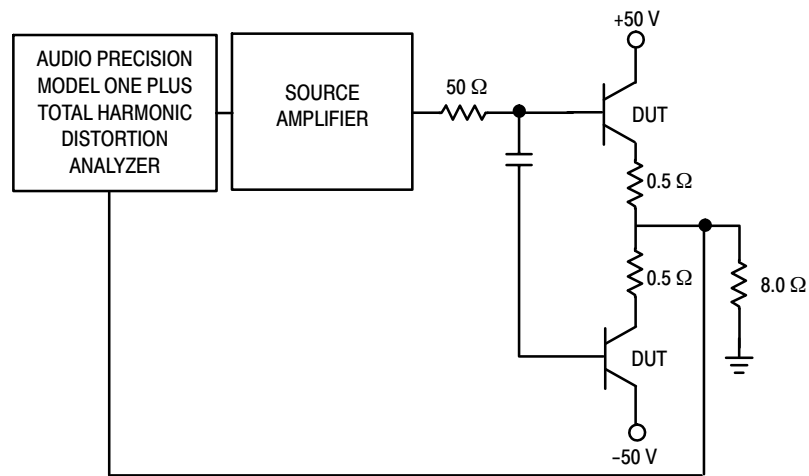 AUDIO PRECISION
MODEL ONE PLUS
TOTAL HARMONIC
DISTORTION
ANALYZER
SOURCE
AMPLIFIER
50 Ω
+50 V
DUT
0.5 Ω
0.5 Ω
8.0 Ω
DUT
–50 V